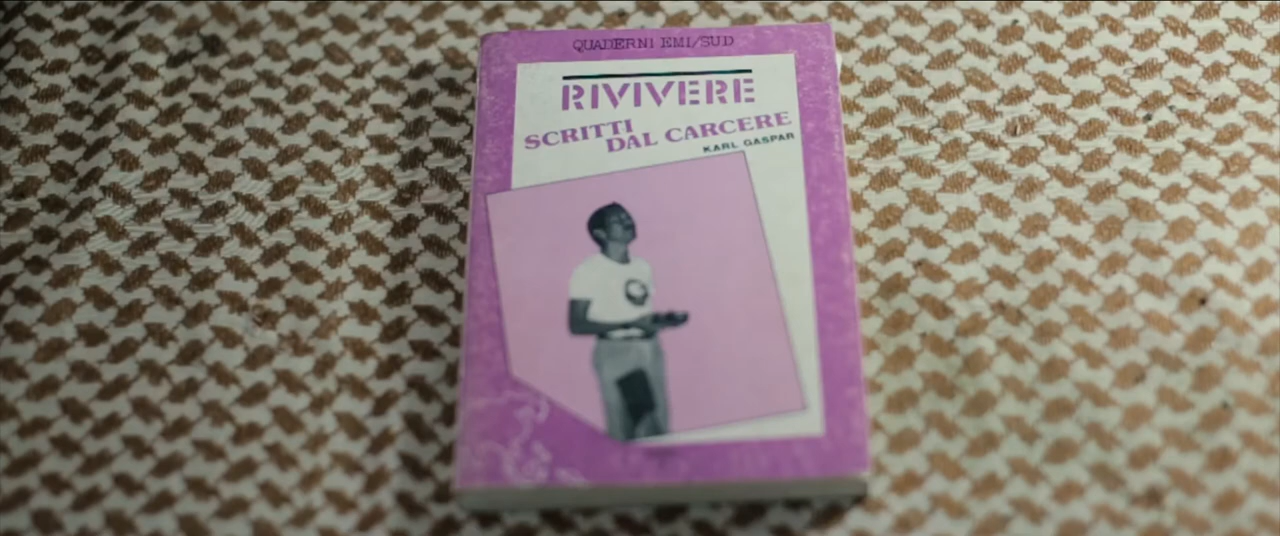 QUADERNI EMI/SUD
RIVIVERE
SCRITTI
DAL CARCERE
KARL GASPAR